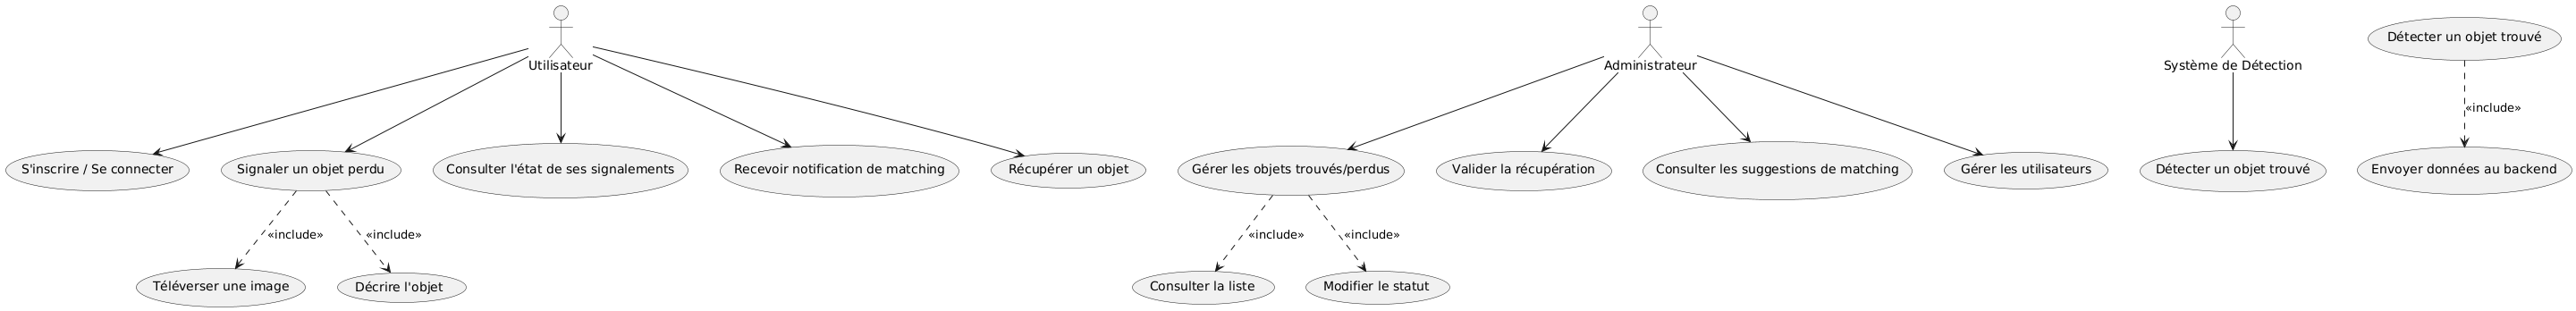 Utilisateur
Administrateur
Système de Détection
Détecter un objet trouvé
«include»
S'inscrire / Se connecter
Signaler un objet perdu
Consulter l'état de ses signalements
Recevoir notification de matching
Récupérer un objet
Gérer les objets trouvés/perdus
Valider la récupération
Consulter les suggestions de matching
Gérer les utilisateurs
Détecter un objet trouvé
Envoyer données au backend
«include»
«include»
«include»
«include»
Téléverser une image
Décrire l'objet
Consulter la liste
Modifier le statut